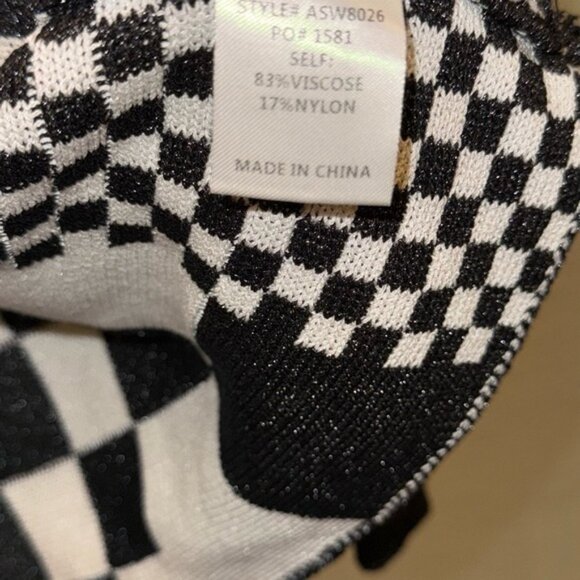 STYLE# ASW8026
PO# 1581
SELF:
83%VISCOSE
17%NYLON
MADE IN CHINA